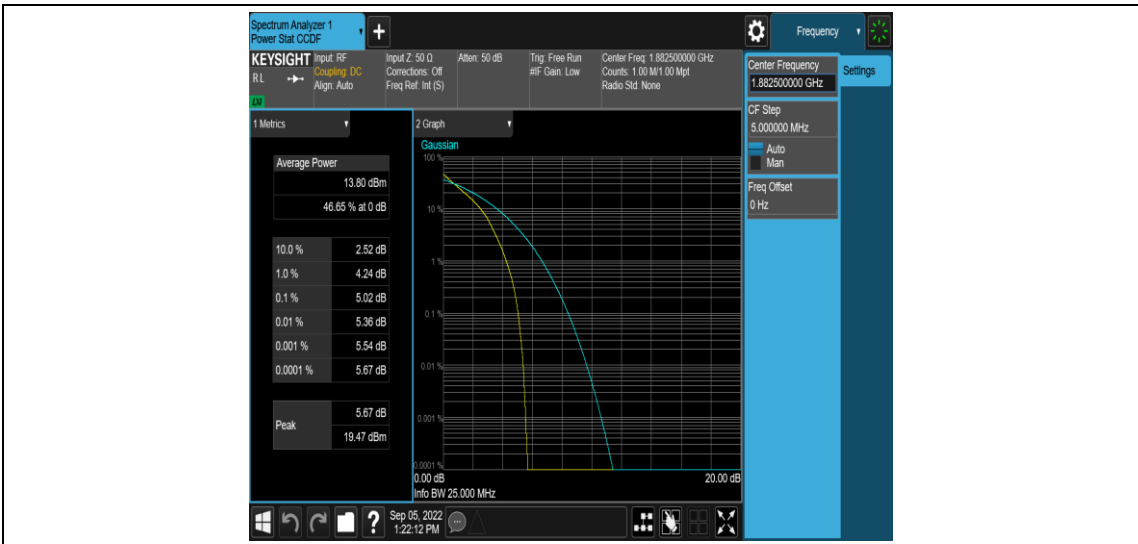 Spectrum Analyzer 1
Power Stat CCDF
+
Frequency
KEYSIGHT
RL
LXI
Input: RF
Coupling: DC
Align: Auto
Input Z: 50 Ω
Corrections: Off
Freq Ref: Int (S)
Atten: 50 dB
Trig: Free Run
#IF Gain: Low
Center Freq: 1.882500000 GHz
Counts: 1.00 M/1.00 Mpt
Radio Std: None
Center Frequency
1.882500000 GHz
Settings
CF Step
5.000000 MHz
Auto
Man
Freq Offset
0 Hz
1 Metrics
Average Power
13.80 dBm
46.65 % at 0 dB
10.0 % 2.52 dB
1.0 % 4.24 dB
0.1 % 5.02 dB
0.01 % 5.36 dB
0.001 % 5.54 dB
0.0001 % 5.67 dB
Peak
5.67 dB
19.47 dBm
2 Graph
Gaussian
100 %
10 %
1 %
0.1 %
0.01 %
0.001 %
0.0001 %
0.00 dB 20.00 dB
Info BW 25.000 MHz
?
Sep 05, 2022
1:22:12 PM